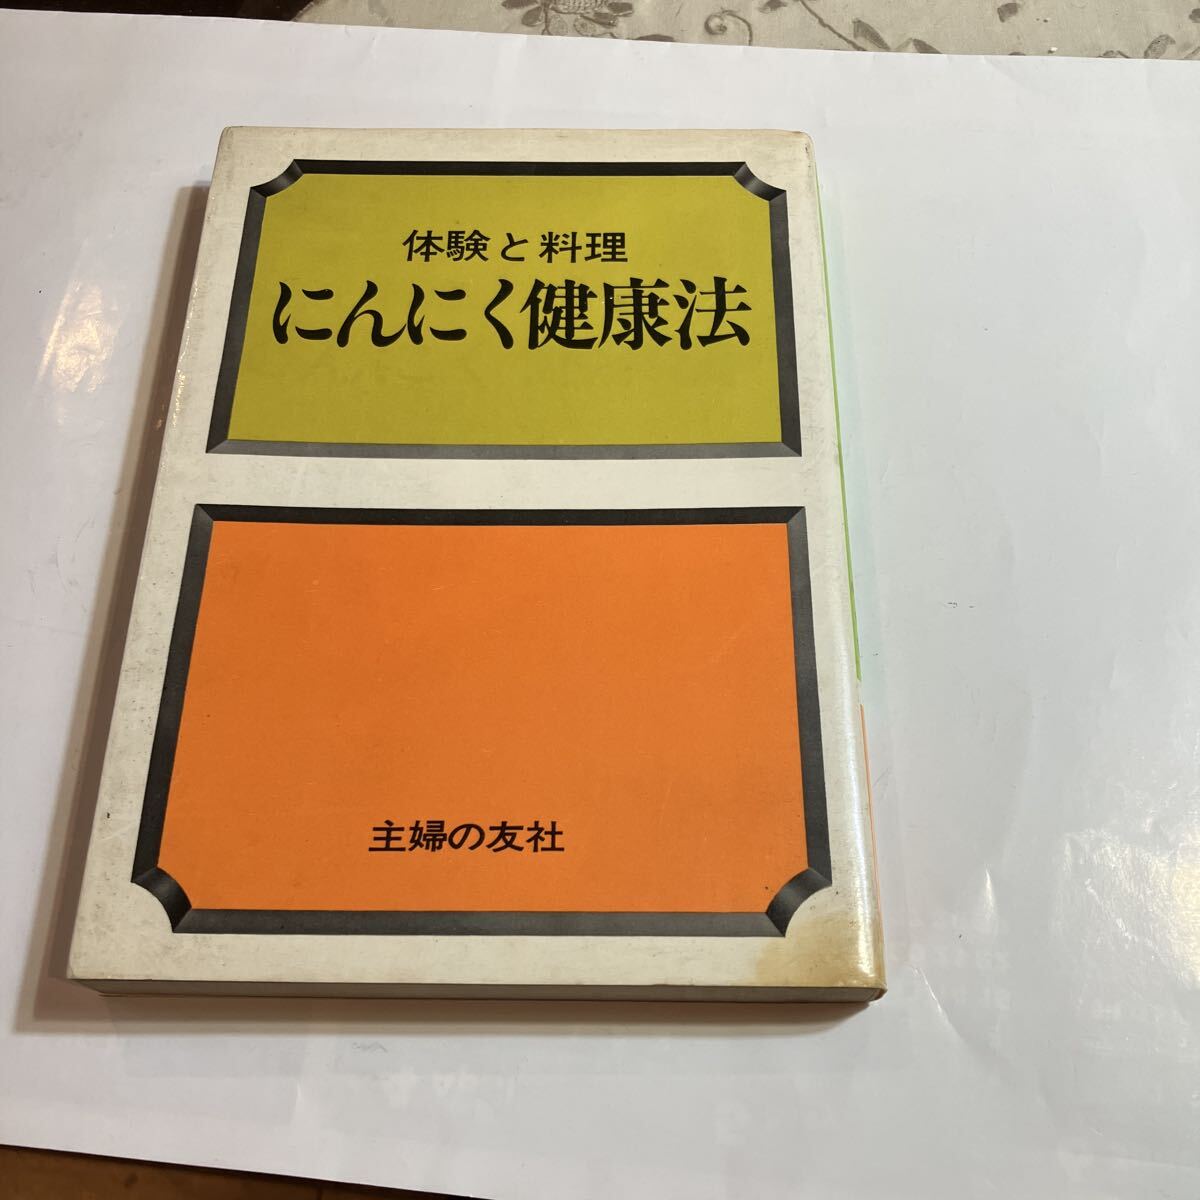 体験と料理
にんにく健康法
主婦の友社